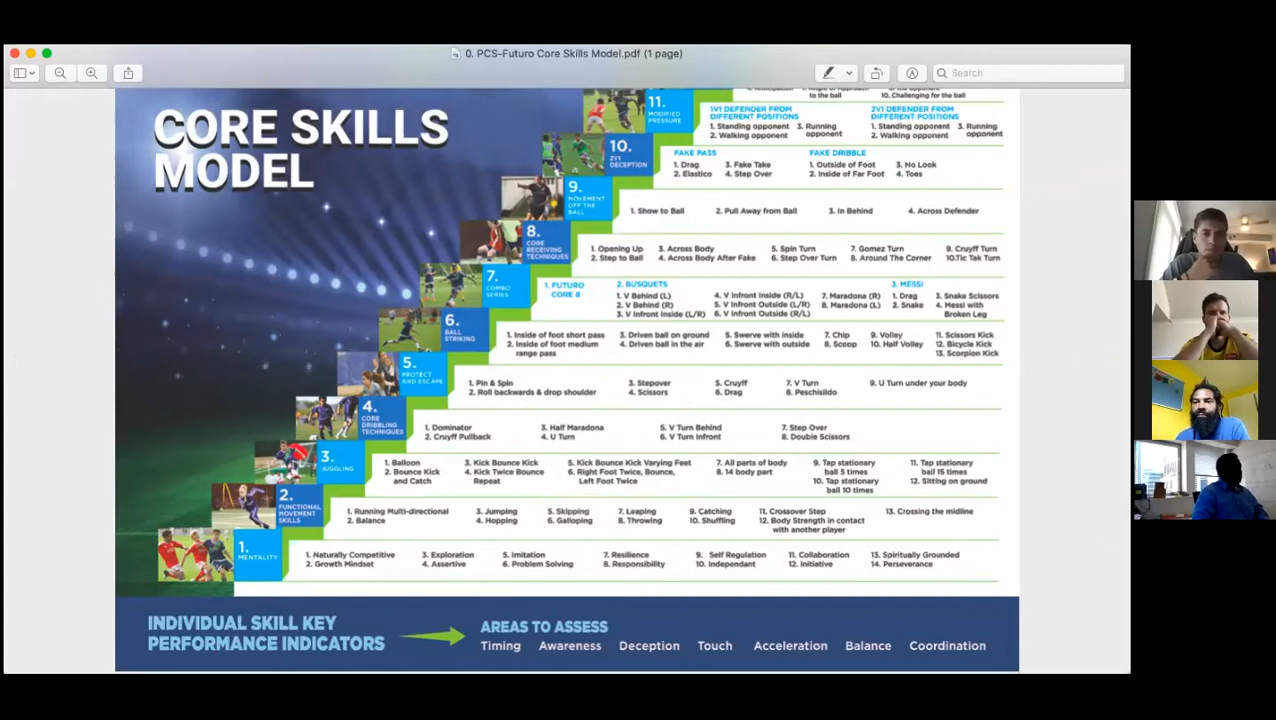 0. PCS-Futuro Core Skills Model.pdf (1 page)
Search
CORE SKILLS
MODEL
to the ball
10. Challenging for the ball
11.
MODIFIED
PRESSURE
1V1 DEFENDER FROM
DIFFERENT POSITIONS
1. Standing opponent 3. Running opponent
2. Walking opponent
2V1 DEFENDER FROM
DIFFERENT POSITIONS
1. Standing opponent 3. Running opponent
2. Walking opponent
10.
2V1
DECEPTION
FAKE PASS
1. Drag 3. Fake Take
2. Elastico 4. Step Over
FAKE DRIBBLE
1. Outside of Foot 3. No Look
2. Inside of Far Foot 4. Toes
9.
MOVEMENT
OFF THE
BALL
1. Show to Ball 2. Pull Away from Ball 3. In Behind 4. Across Defender
8.
CORE
RECEIVING
TECHNIQUES
1. Opening Up 3. Across Body 5. Spin Turn 7. Gomez Turn 9. Cruyff Turn
2. Step to Ball 4. Across Body After Fake 6. Step Over Turn 8. Around The Corner 10.Tic Tak Turn
7.
COMBO
SERIES
1. FUTURO
CORE 8
2. BUSQUETS
1. V Behind (L) 4. V Infront Inside (R/L) 7. Maradona (R)
2. V Behind (R) 5. V Infront Outside (L/R) 8. Maradona (L)
3. V Infront Inside (L/R) 6. V Infront Outside (R/L)
3. MESSI
1. Drag 3. Snake Scissors
2. Snake 4. Messi with
Broken Leg
6.
BALL
STRIKING
1. Inside of foot short pass 3. Driven ball on ground 5. Swerve with inside 7. Chip 9. Volley 11. Scissors Kick
2. Inside of foot medium 4. Driven ball in the air 6. Swerve with outside 8. Scoop 10. Half Volley 12. Bicycle Kick
range pass 13. Scorpion Kick
5.
PROTECT
AND ESCAPE
1. Pin & Spin 3. Stepover 5. Cruyff 7. V Turn 9. U Turn under your body
2. Roll backwards & drop shoulder 4. Scissors 6. Drag 8. Peschisildo
4.
CORE
DRIBBLING
TECHNIQUES
1. Dominator 3. Half Maradona 5. V Turn Behind 7. Step Over
2. Cruyff Pullback 4. U Turn 6. V Turn Infront 8. Double Scissors
3.
JUGGLING
1. Balloon 3. Kick Bounce Kick 5. Kick Bounce Kick Varying Feet 7. All parts of body 9. Tap stationary 11. Tap stationary
2. Bounce Kick 4. Kick Twice Bounce 6. Right Foot Twice, Bounce, 8. 14 body part ball 5 times ball 15 times
and Catch Repeat Left Foot Twice 10. Tap stationary 12. Sitting on ground
ball 10 times
2.
FUNCTIONAL
MOVEMENT
SKILLS
1. Running Multi-directional 3. Jumping 5. Skipping 7. Leaping 9. Catching 11. Crossover Step 13. Crossing the midline
2. Balance 4. Hopping 6. Galloping 8. Throwing 10. Shuffling 12. Body Strength in contact
with another player
1.
MENTALITY
1. Naturally Competitive 3. Exploration 5. Imitation 7. Resilience 9. Self Regulation 11. Collaboration 13. Spiritually Grounded
2. Growth Mindset 4. Assertive 6. Problem Solving 8. Responsibility 10. Independant 12. Initiative 14. Perseverance
INDIVIDUAL SKILL KEY
PERFORMANCE INDICATORS
AREAS TO ASSESS
Timing Awareness Deception Touch Acceleration Balance Coordination